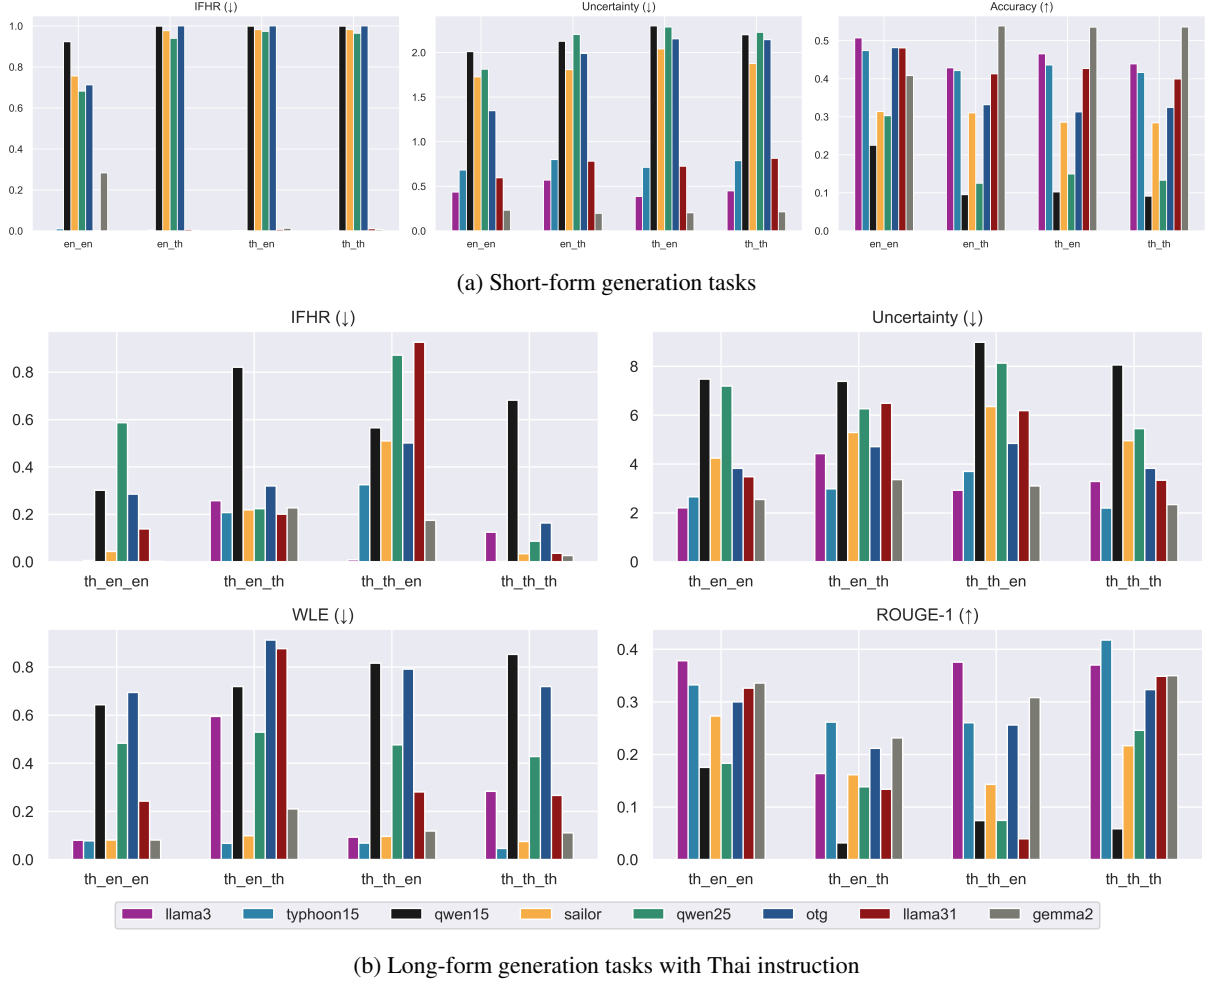 IFHR (↓)
Uncertainty (↓)
Accuracy (↑)
1.0
0.8
0.6
0.4
0.2
0.0
en_en
en_th
th_en
th_th
2.0
1.5
1.0
0.5
0.0
en_en
en_th
th_en
th_th
0.5
0.4
0.3
0.2
0.1
0.0
en_en
en_th
th_en
th_th
(a) Short-form generation tasks
IFHR (↓)
0.8
0.6
0.4
0.2
0.0
th_en_en
th_en_th
th_th_en
th_th_th
Uncertainty (↓)
8
6
4
2
0
th_en_en
th_en_th
th_th_en
th_th_th
WLE (↓)
0.8
0.6
0.4
0.2
0.0
th_en_en
th_en_th
th_th_en
th_th_th
ROUGE-1 (↑)
0.4
0.3
0.2
0.1
0.0
th_en_en
th_en_th
th_th_en
th_th_th
llama3 typhoon15 qwen15 sailor qwen25 otg llama31 gemma2
(b) Long-form generation tasks with Thai instruction